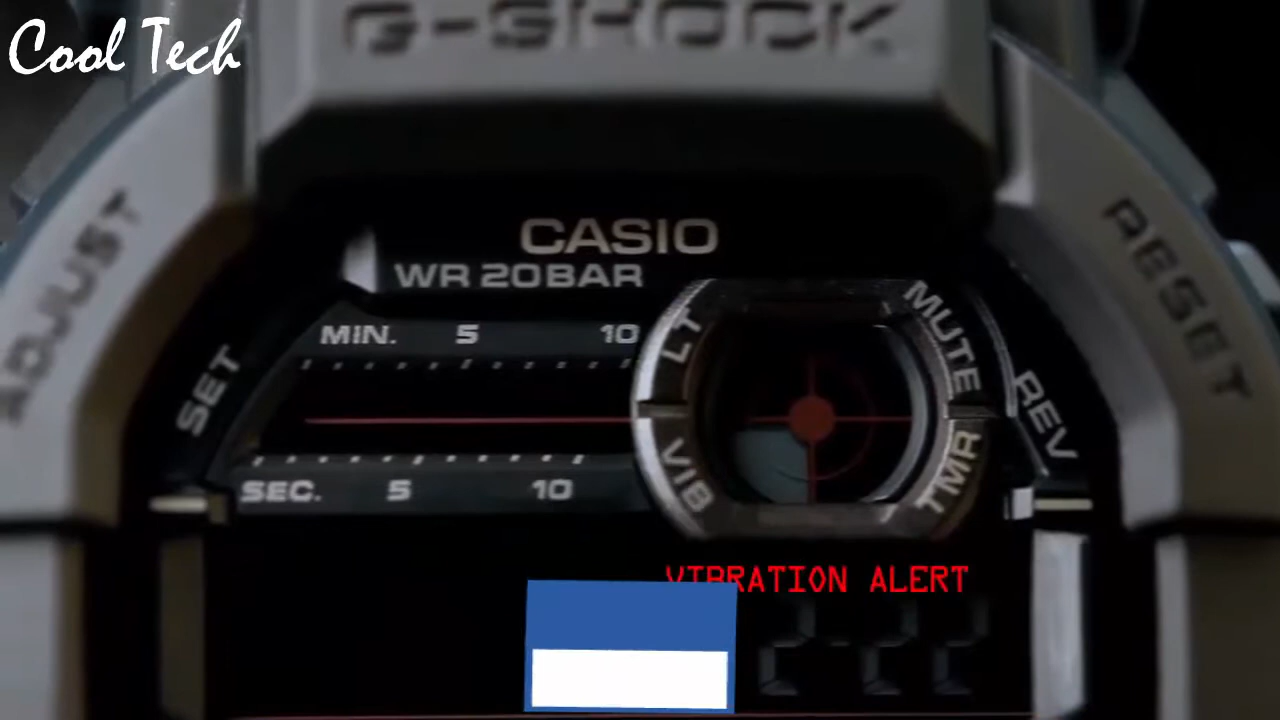 Cool Tech
G-SHOCK
ADJUST
RESET
CASIO
WR 20BAR
MIN. 5 10
LT
MUTE
SET
REV
SEC. 5 10
VIB
TMR
VIBRATION ALERT